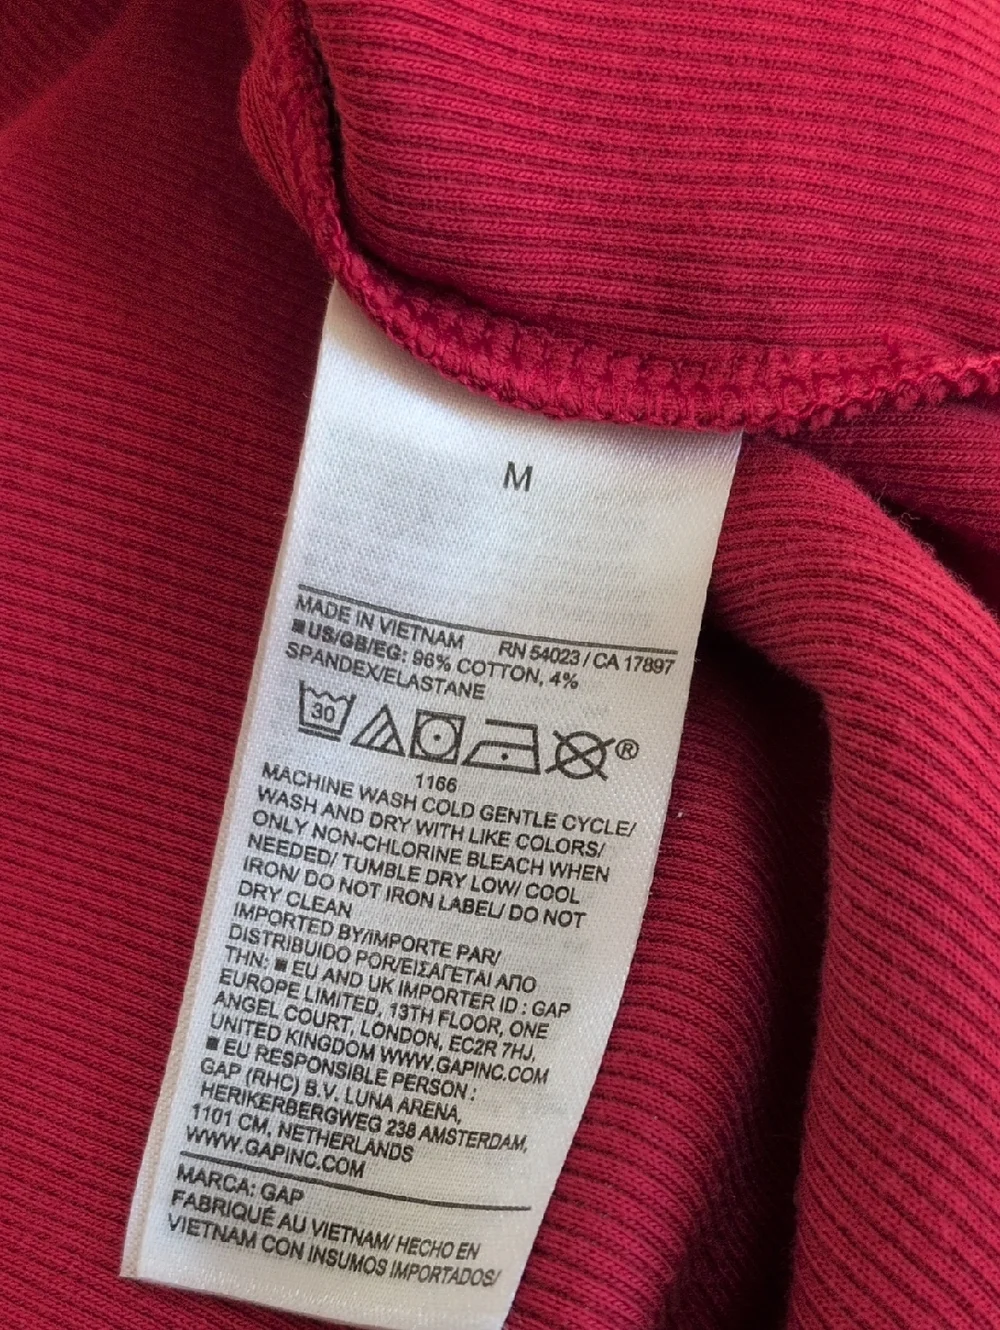 M
MADE IN VIETNAM RN 54023 / CA 17897
■ US/GB/EG: 96% COTTON, 4%
SPANDEX/ELASTANE
30 ®
1166
MACHINE WASH COLD GENTLE CYCLE/
WASH AND DRY WITH LIKE COLORS/
ONLY NON-CHLORINE BLEACH WHEN
NEEDED/ TUMBLE DRY LOW/ COOL
IRON/ DO NOT IRON LABEL/ DO NOT
DRY CLEAN
IMPORTED BY/IMPORTE PAR/
DISTRIBUIDO POR/ΕΙΣΑΓΕΤΑΙ ΑΠΟ
THN: ■ EU AND UK IMPORTER ID : GAP
EUROPE LIMITED, 13TH FLOOR, ONE
ANGEL COURT, LONDON, EC2R 7HJ,
UNITED KINGDOM WWW.GAPINC.COM
■ EU RESPONSIBLE PERSON :
GAP (RHC) B.V. LUNA ARENA,
HERIKERBERGWEG 238 AMSTERDAM,
1101 CM, NETHERLANDS
WWW.GAPINC.COM
MARCA: GAP
FABRIQUÉ AU VIETNAM/ HECHO EN
VIETNAM CON INSUMOS IMPORTADOS/